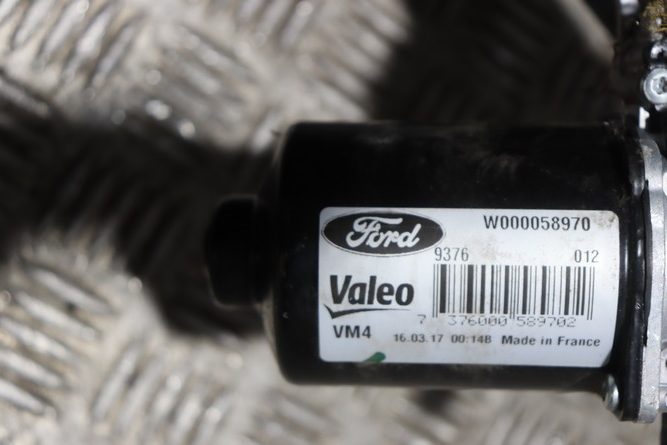 Ford
W000058970
9376 012
Valeo
7 376000 589702
VM4
16.03.17 00:148 Made in France